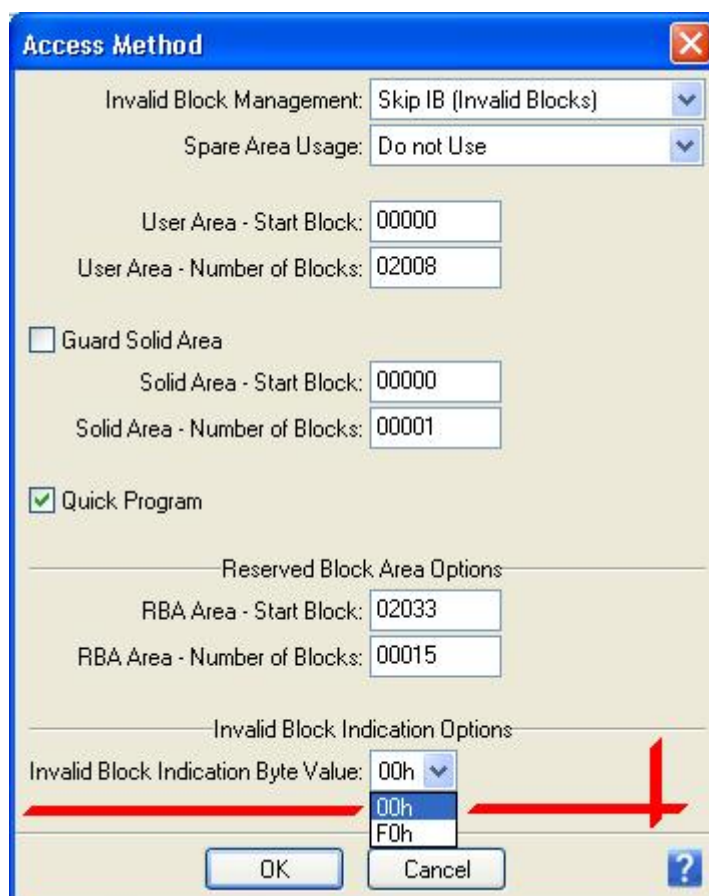 Access Method
Invalid Block Management: Skip IB (Invalid Blocks)
Spare Area Usage: Do not Use
User Area - Start Block: 00000
User Area - Number of Blocks: 02008
Guard Solid Area
Solid Area - Start Block: 00000
Solid Area - Number of Blocks: 00001
Quick Program
Reserved Block Area Options
RBA Area - Start Block: 02033
RBA Area - Number of Blocks: 00015
Invalid Block Indication Options
Invalid Block Indication Byte Value: 00h
00h
F0h
OK Cancel ?